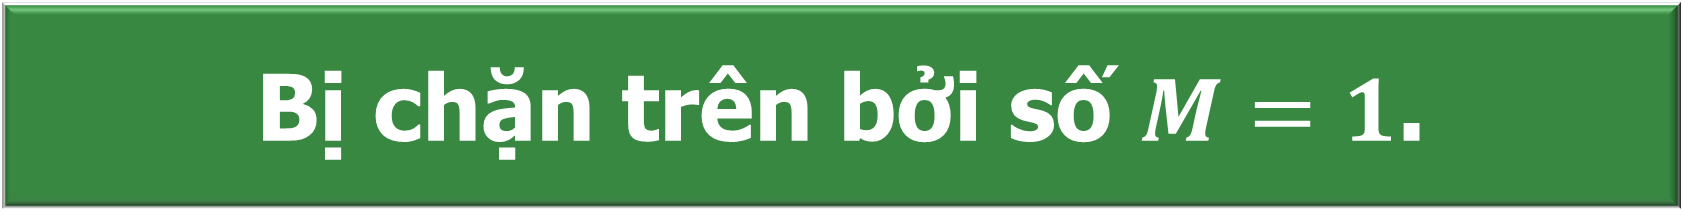 Bị chặn trên bởi số M = 1.